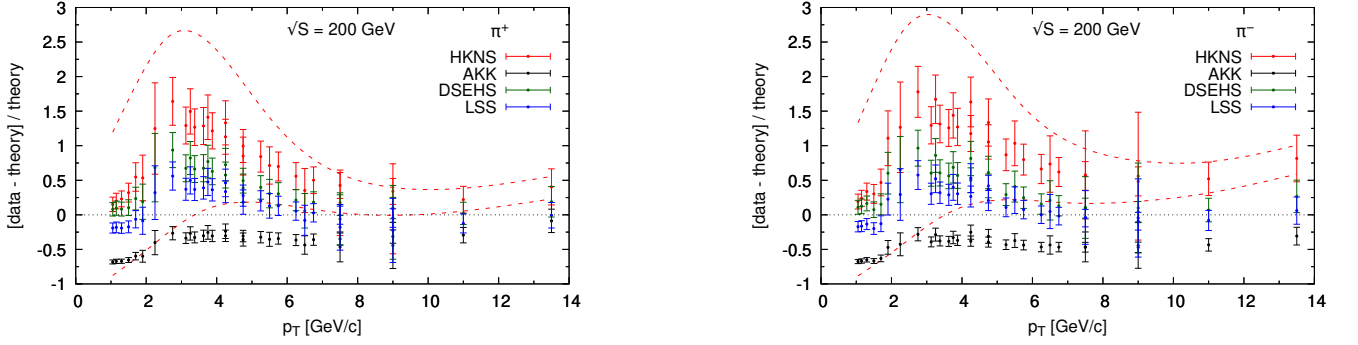 3
2.5
2
1.5
1
0.5
0
-0.5
-1
[data - theory] / theory
√S = 200 GeV
π+
HKNS
AKK
DSEHS
LSS
0 2 4 6 8 10 12 14
pT [GeV/c]
3
2.5
2
1.5
1
0.5
0
-0.5
-1
[data - theory] / theory
√S = 200 GeV
π−
HKNS
AKK
DSEHS
LSS
0 2 4 6 8 10 12 14
pT [GeV/c]